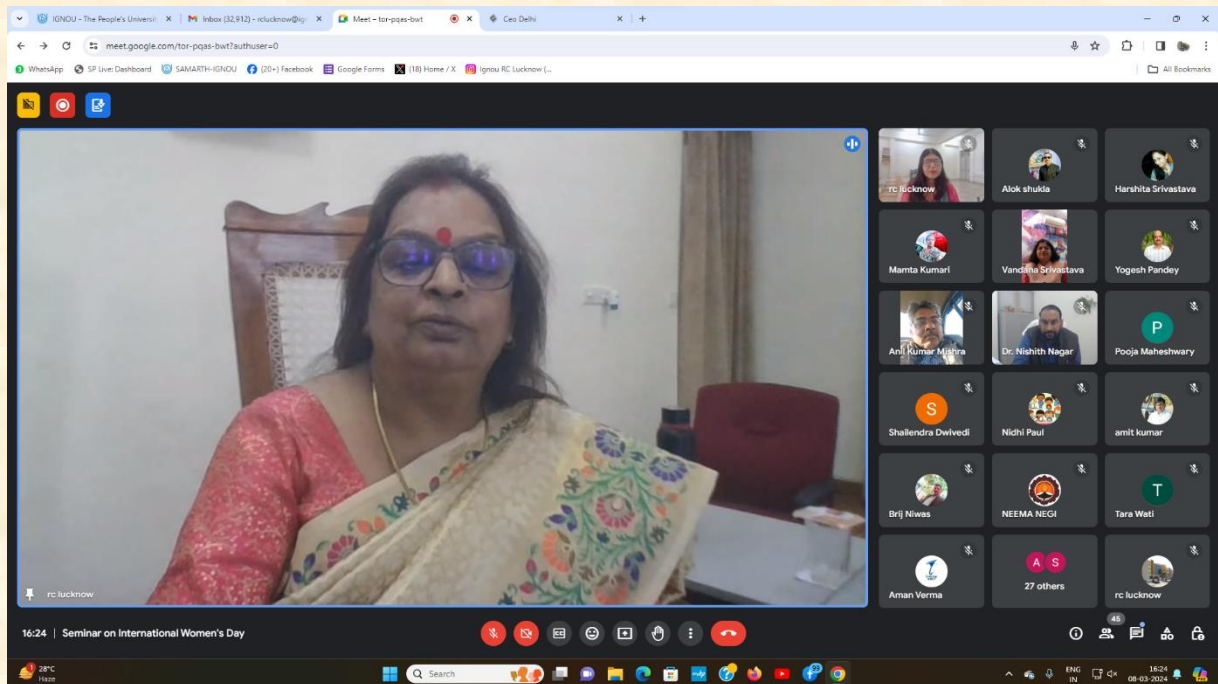 IGNOU - The People's Universi
Inbox (32,912) - rclucknow@ig
Meet – tor-pqas-bwt
Ceo Delhi
meet.google.com/tor-pqas-bwt?authuser=0
WhatsApp
SP Live: Dashboard
SAMARTH-IGNOU
(20+) Facebook
Google Forms
(18) Home / X
Ignou RC Lucknow (...
All Bookmarks
rc lucknow
Alok shukla
Harshita Srivastava
Mamta Kumari
Vandana Srivastava
Yogesh Pandey
Anil Kumar Mishra
Dr. Nishith Nagar
P
Pooja Maheshwary
S
Shailendra Dwivedi
Nidhi Paul
amit kumar
Brij Niwas
NEEMA NEGI
T
Tara Wati
Aman Verma
A S
27 others
rc lucknow
rc lucknow
16:24 | Seminar on International Women's Day
45
1
28°C
Haze
Search
99
ENG
IN
16:24
08-03-2024